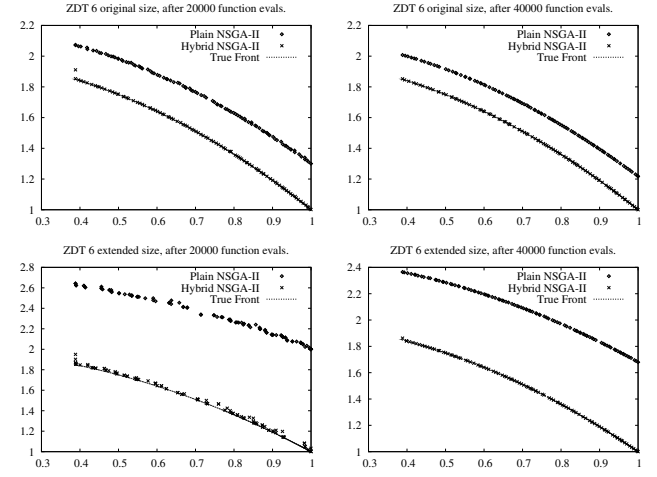 ZDT 6 original size, after 20000 function evals.
Plain NSGA-II
Hybrid NSGA-II
True Front
2.2
2
1.8
1.6
1.4
1.2
1
0.3 0.4 0.5 0.6 0.7 0.8 0.9 1
ZDT 6 original size, after 40000 function evals.
Plain NSGA-II
Hybrid NSGA-II
True Front
2.2
2
1.8
1.6
1.4
1.2
1
0.3 0.4 0.5 0.6 0.7 0.8 0.9 1
ZDT 6 extended size, after 20000 function evals.
Plain NSGA-II
Hybrid NSGA-II
True Front
2.8
2.6
2.4
2.2
2
1.8
1.6
1.4
1.2
1
0.3 0.4 0.5 0.6 0.7 0.8 0.9 1
ZDT 6 extended size, after 40000 function evals.
Plain NSGA-II
Hybrid NSGA-II
True Front
2.4
2.2
2
1.8
1.6
1.4
1.2
1
0.3 0.4 0.5 0.6 0.7 0.8 0.9 1